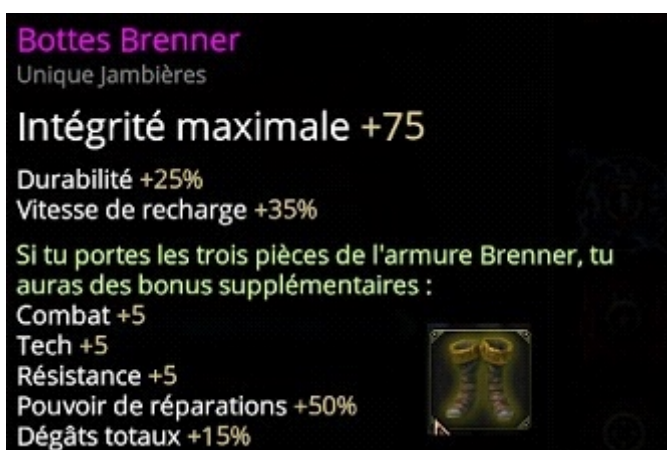 Bottes Brenner
Unique Jambières
Intégrité maximale +75
Durabilité +25%
Vitesse de recharge +35%
Si tu portes les trois pièces de l'armure Brenner, tu
auras des bonus supplémentaires :
Combat +5
Tech +5
Résistance +5
Pouvoir de réparations +50%
Dégâts totaux +15%